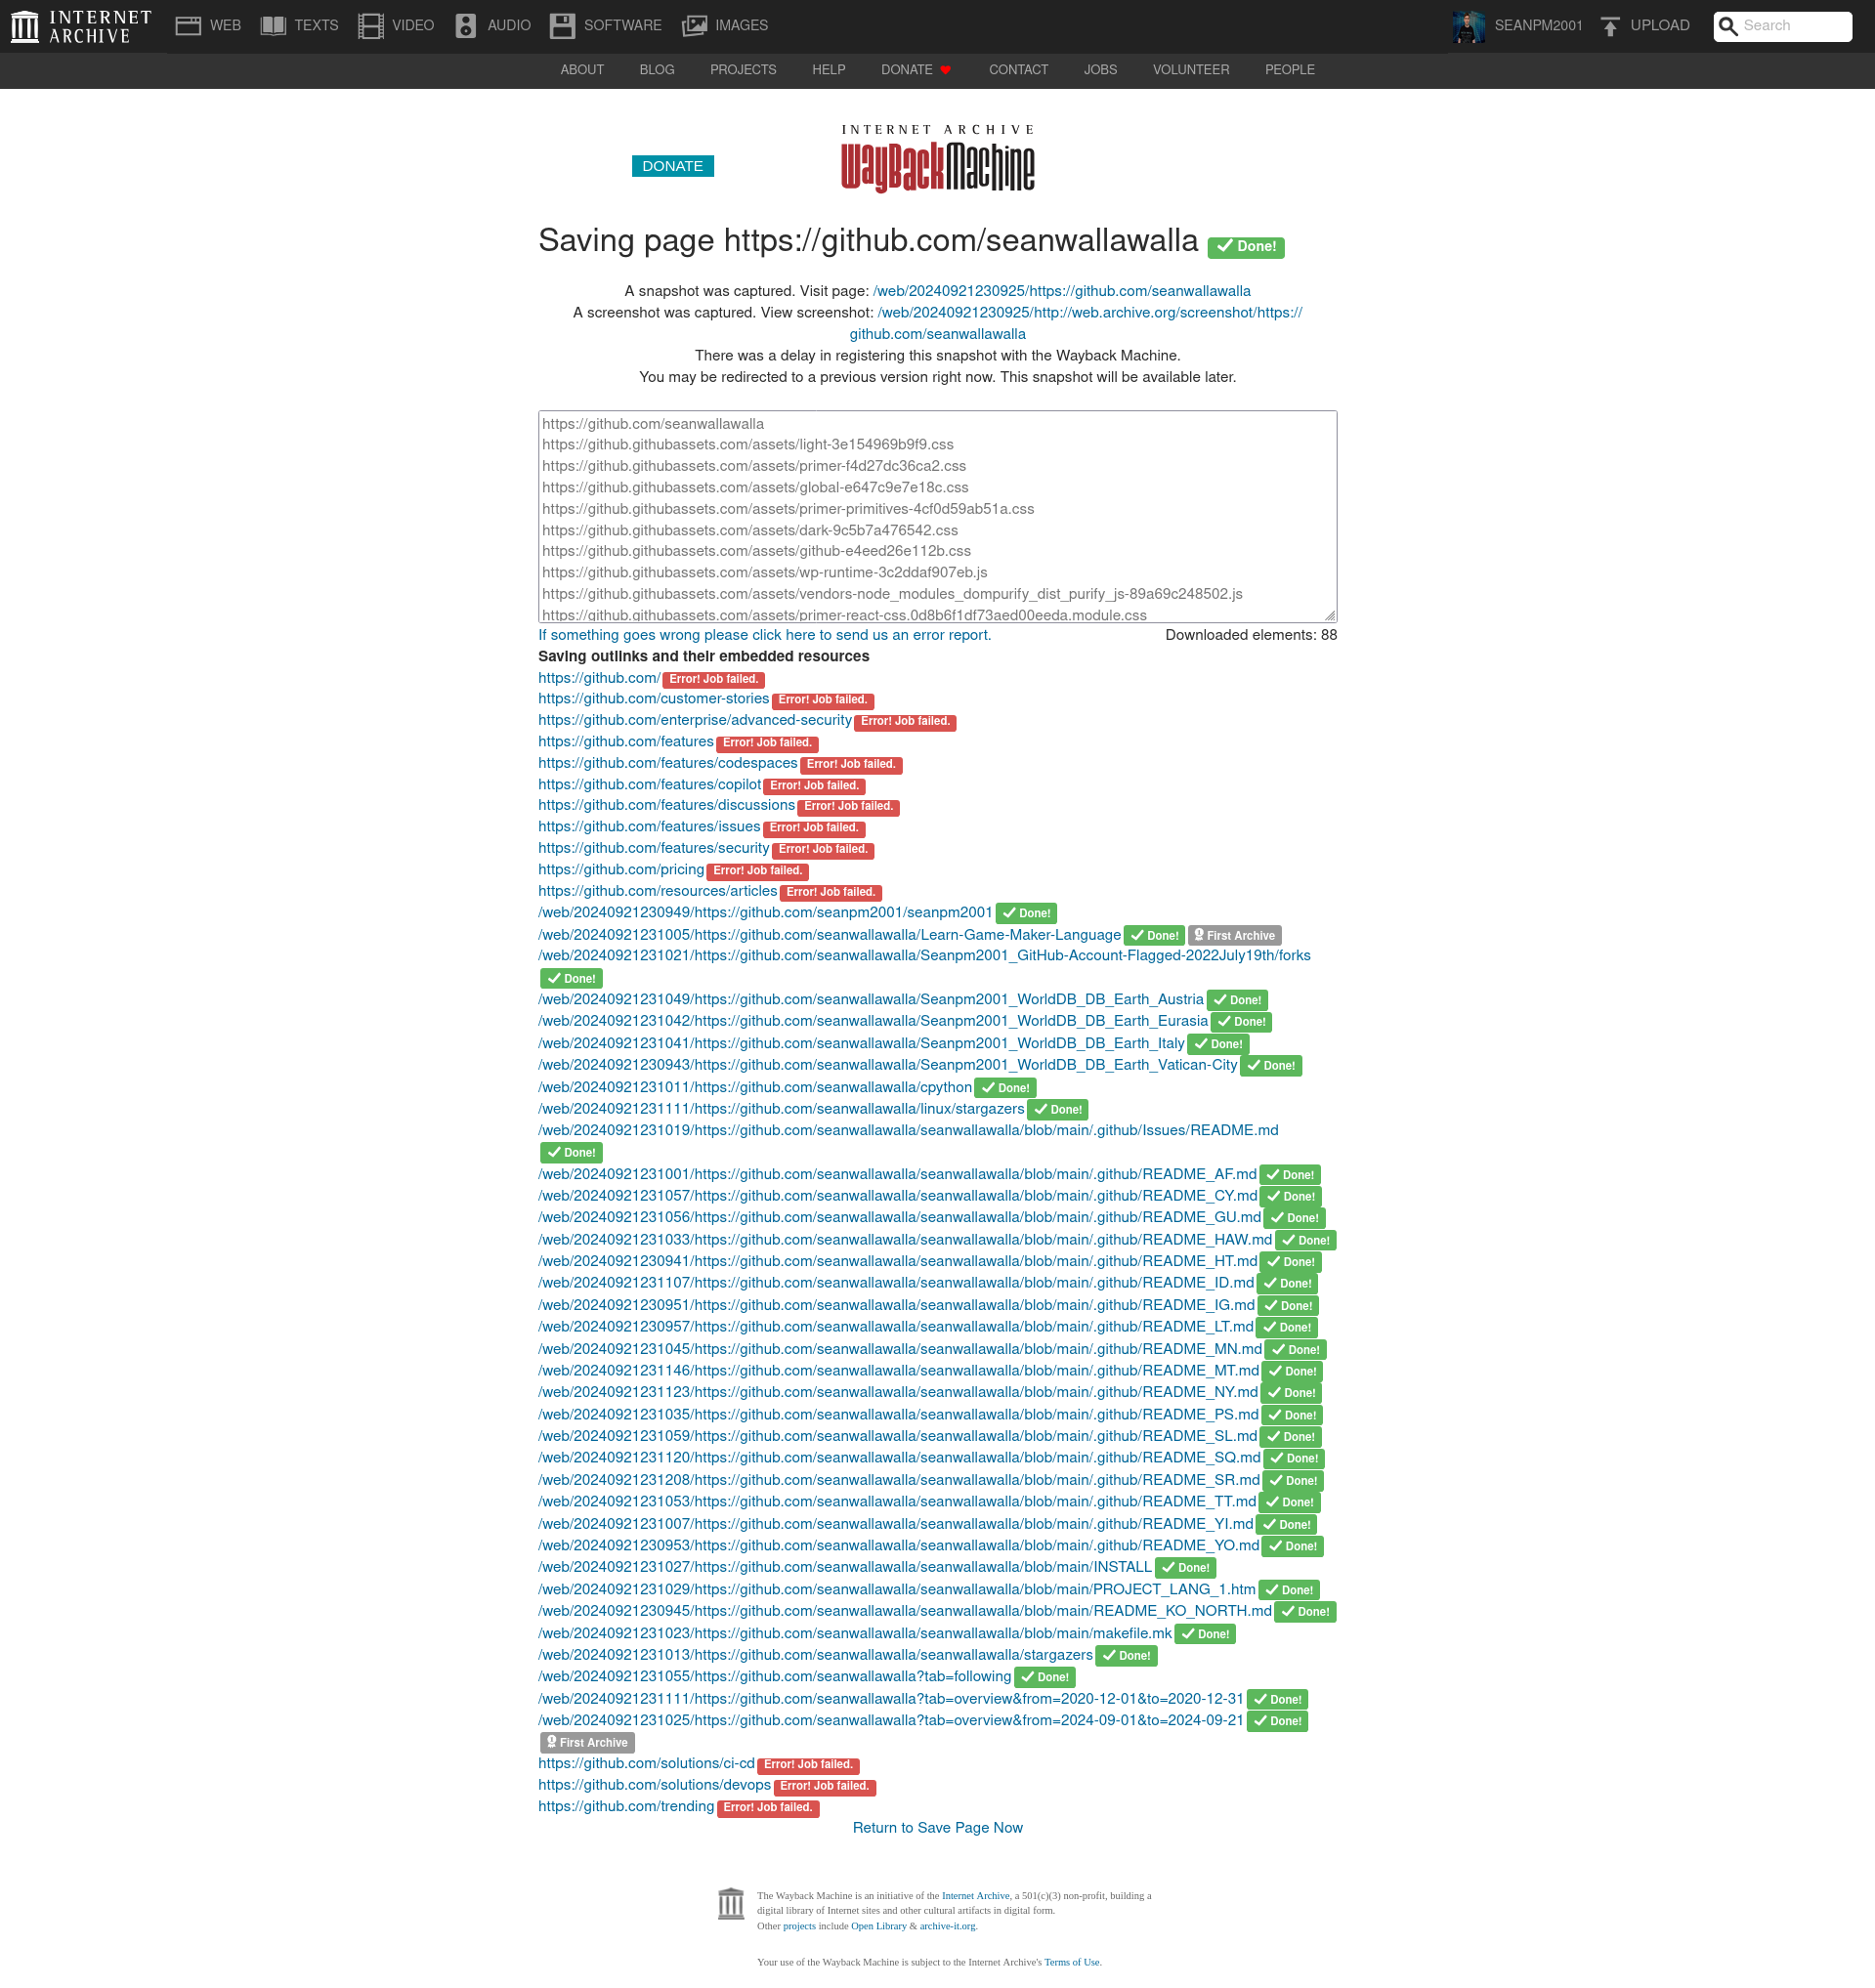 INTERNET ARCHIVE
WEB
TEXTS
VIDEO
AUDIO
SOFTWARE
IMAGES
SEANPM2001
UPLOAD
Search
ABOUT
BLOG
PROJECTS
HELP
DONATE
CONTACT
JOBS
VOLUNTEER
PEOPLE
DONATE
INTERNET ARCHIVE
WayBackMachine
Saving page https://github.com/seanwallawalla Done!
A snapshot was captured. Visit page: /web/20240921230925/https://github.com/seanwallawalla
A screenshot was captured. View screenshot: /web/20240921230925/http://web.archive.org/screenshot/https://
github.com/seanwallawalla
There was a delay in registering this snapshot with the Wayback Machine.
You may be redirected to a previous version right now. This snapshot will be available later.
https://github.com/seanwallawalla
https://github.githubassets.com/assets/light-3e154969b9f9.css
https://github.githubassets.com/assets/primer-f4d27dc36ca2.css
https://github.githubassets.com/assets/global-e647c9e7e18c.css
https://github.githubassets.com/assets/primer-primitives-4cf0d59ab51a.css
https://github.githubassets.com/assets/dark-9c5b7a476542.css
https://github.githubassets.com/assets/github-e4eed26e112b.css
https://github.githubassets.com/assets/wp-runtime-3c2ddaf907eb.js
https://github.githubassets.com/assets/vendors-node_modules_dompurify_dist_purify_js-89a69c248502.js
https://github.githubassets.com/assets/primer-react-css.0d8b6f1df73aed00eeda.module.css
If something goes wrong please click here to send us an error report. Downloaded elements: 88
Saving outlinks and their embedded resources
https://github.com/ Error! Job failed.
https://github.com/customer-stories Error! Job failed.
https://github.com/enterprise/advanced-security Error! Job failed.
https://github.com/features Error! Job failed.
https://github.com/features/codespaces Error! Job failed.
https://github.com/features/copilot Error! Job failed.
https://github.com/features/discussions Error! Job failed.
https://github.com/features/issues Error! Job failed.
https://github.com/features/security Error! Job failed.
https://github.com/pricing Error! Job failed.
https://github.com/resources/articles Error! Job failed.
/web/20240921230949/https://github.com/seanpm2001/seanpm2001 Done!
/web/20240921231005/https://github.com/seanwallawalla/Learn-Game-Maker-Language Done! First Archive
/web/20240921231021/https://github.com/seanwallawalla/Seanpm2001_GitHub-Account-Flagged-2022July19th/forks
Done!
/web/20240921231049/https://github.com/seanwallawalla/Seanpm2001_WorldDB_DB_Earth_Austria Done!
/web/20240921231042/https://github.com/seanwallawalla/Seanpm2001_WorldDB_DB_Earth_Eurasia Done!
/web/20240921231041/https://github.com/seanwallawalla/Seanpm2001_WorldDB_DB_Earth_Italy Done!
/web/20240921230943/https://github.com/seanwallawalla/Seanpm2001_WorldDB_DB_Earth_Vatican-City Done!
/web/20240921231011/https://github.com/seanwallawalla/cpython Done!
/web/20240921231111/https://github.com/seanwallawalla/linux/stargazers Done!
/web/20240921231019/https://github.com/seanwallawalla/seanwallawalla/blob/main/.github/Issues/README.md
Done!
/web/20240921231001/https://github.com/seanwallawalla/seanwallawalla/blob/main/.github/README_AF.md Done!
/web/20240921231057/https://github.com/seanwallawalla/seanwallawalla/blob/main/.github/README_CY.md Done!
/web/20240921231056/https://github.com/seanwallawalla/seanwallawalla/blob/main/.github/README_GU.md Done!
/web/20240921231033/https://github.com/seanwallawalla/seanwallawalla/blob/main/.github/README_HAW.md Done!
/web/20240921230941/https://github.com/seanwallawalla/seanwallawalla/blob/main/.github/README_HT.md Done!
/web/20240921231107/https://github.com/seanwallawalla/seanwallawalla/blob/main/.github/README_ID.md Done!
/web/20240921230951/https://github.com/seanwallawalla/seanwallawalla/blob/main/.github/README_IG.md Done!
/web/20240921230957/https://github.com/seanwallawalla/seanwallawalla/blob/main/.github/README_LT.md Done!
/web/20240921231045/https://github.com/seanwallawalla/seanwallawalla/blob/main/.github/README_MN.md Done!
/web/20240921231146/https://github.com/seanwallawalla/seanwallawalla/blob/main/.github/README_MT.md Done!
/web/20240921231123/https://github.com/seanwallawalla/seanwallawalla/blob/main/.github/README_NY.md Done!
/web/20240921231035/https://github.com/seanwallawalla/seanwallawalla/blob/main/.github/README_PS.md Done!
/web/20240921231059/https://github.com/seanwallawalla/seanwallawalla/blob/main/.github/README_SL.md Done!
/web/20240921231120/https://github.com/seanwallawalla/seanwallawalla/blob/main/.github/README_SQ.md Done!
/web/20240921231208/https://github.com/seanwallawalla/seanwallawalla/blob/main/.github/README_SR.md Done!
/web/20240921231053/https://github.com/seanwallawalla/seanwallawalla/blob/main/.github/README_TT.md Done!
/web/20240921231007/https://github.com/seanwallawalla/seanwallawalla/blob/main/.github/README_YI.md Done!
/web/20240921230953/https://github.com/seanwallawalla/seanwallawalla/blob/main/.github/README_YO.md Done!
/web/20240921231027/https://github.com/seanwallawalla/seanwallawalla/blob/main/INSTALL Done!
/web/20240921231029/https://github.com/seanwallawalla/seanwallawalla/blob/main/PROJECT_LANG_1.htm Done!
/web/20240921230945/https://github.com/seanwallawalla/seanwallawalla/blob/main/README_KO_NORTH.md Done!
/web/20240921231023/https://github.com/seanwallawalla/seanwallawalla/blob/main/makefile.mk Done!
/web/20240921231013/https://github.com/seanwallawalla/seanwallawalla/stargazers Done!
/web/20240921231055/https://github.com/seanwallawalla?tab=following Done!
/web/20240921231111/https://github.com/seanwallawalla?tab=overview&from=2020-12-01&to=2020-12-31 Done!
/web/20240921231025/https://github.com/seanwallawalla?tab=overview&from=2024-09-01&to=2024-09-21 Done!
First Archive
https://github.com/solutions/ci-cd Error! Job failed.
https://github.com/solutions/devops Error! Job failed.
https://github.com/trending Error! Job failed.
Return to Save Page Now
The Wayback Machine is an initiative of the Internet Archive, a 501(c)(3) non-profit, building a
digital library of Internet sites and other cultural artifacts in digital form.
Other projects include Open Library & archive-it.org.
Your use of the Wayback Machine is subject to the Internet Archive's Terms of Use.